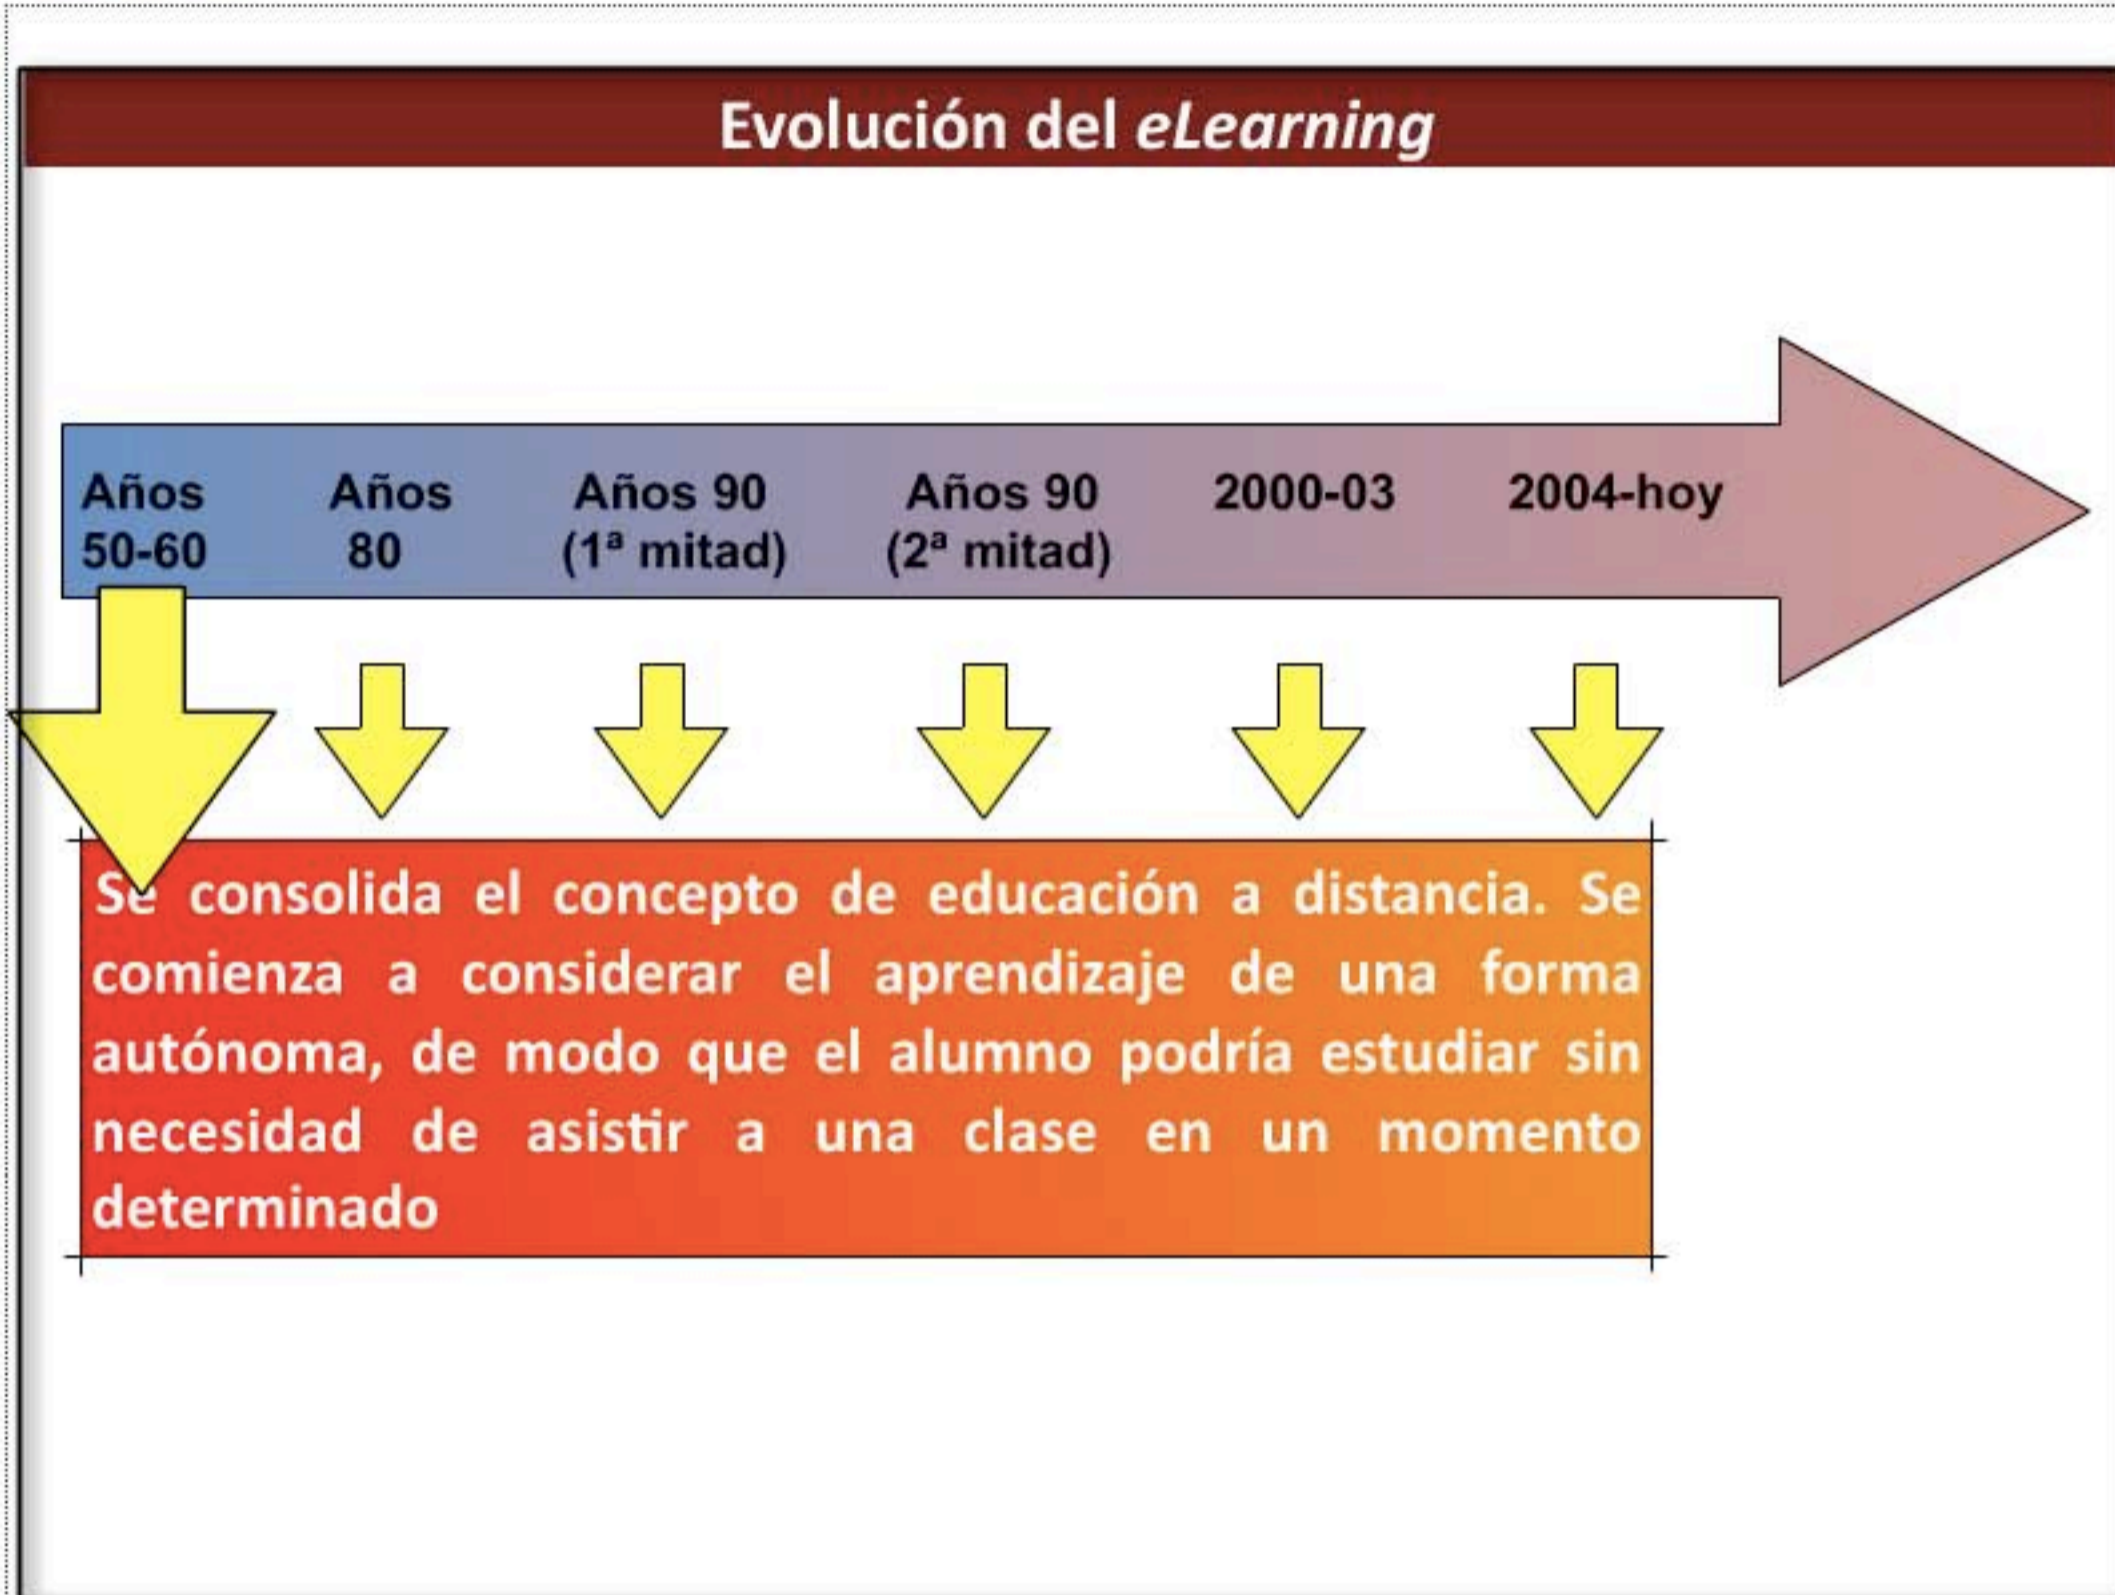 Evolución del eLearning
Años 50-60
Años 80
Años 90 (1ª mitad)
Años 90 (2ª mitad)
2000-03
2004-hoy
Se consolida el concepto de educación a distancia. Se
comienza a considerar el aprendizaje de una forma
autónoma, de modo que el alumno podría estudiar sin
necesidad de asistir a una clase en un momento
determinado